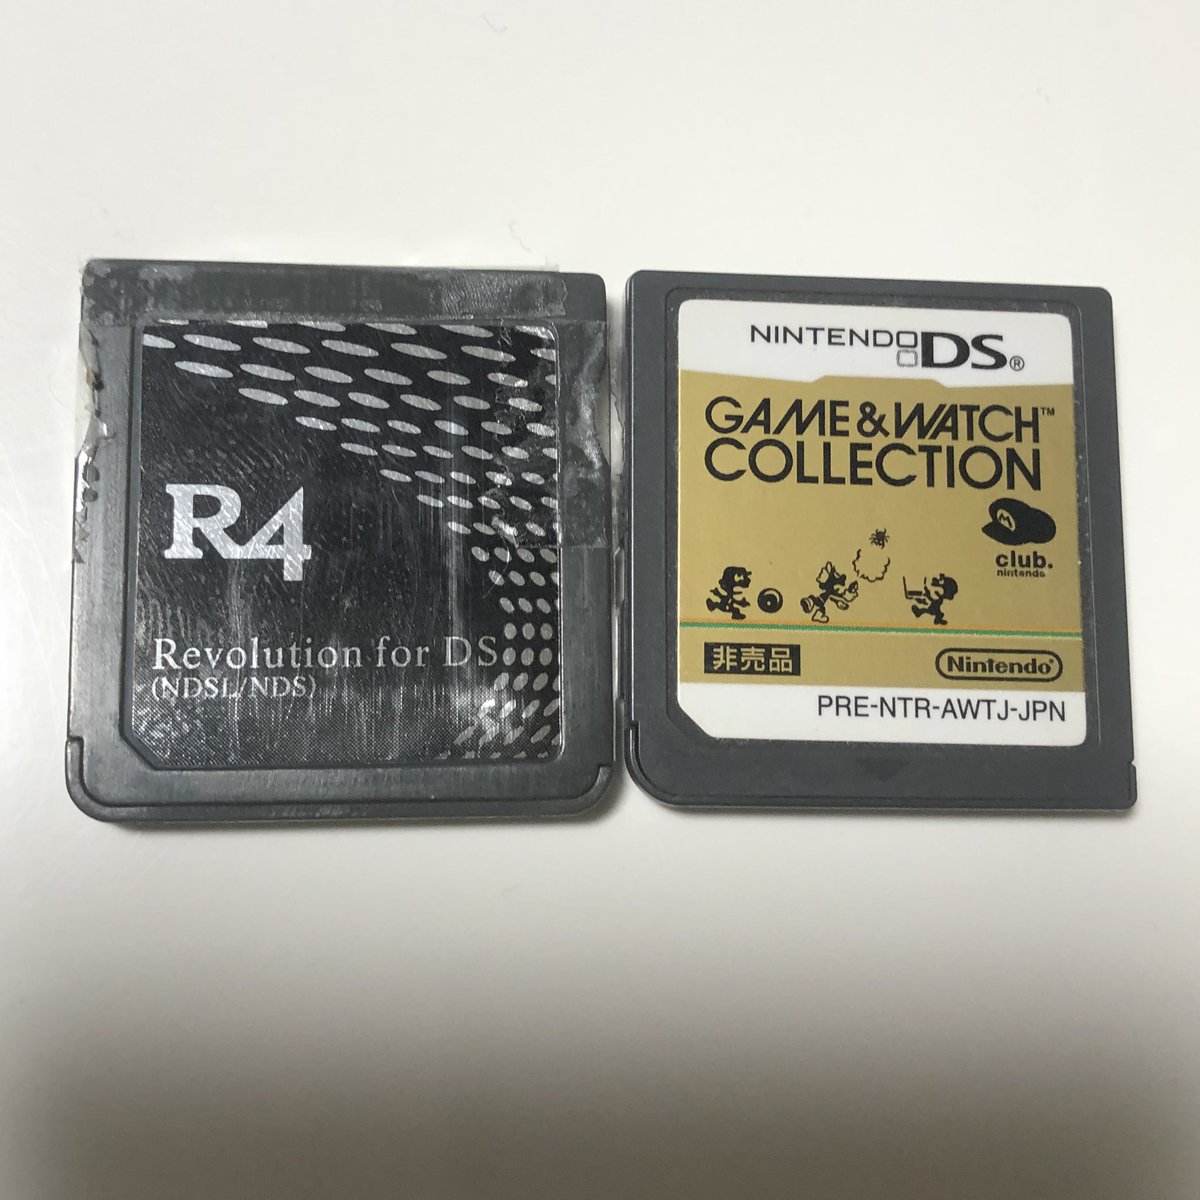 R4
Revolution for DS
(NDSL/NDS)
NINTENDO DS®
GAME & WATCH™
COLLECTION
M
club.
nintendo.
非売品
Nintendo®
PRE-NTR-AWTJ-JPN